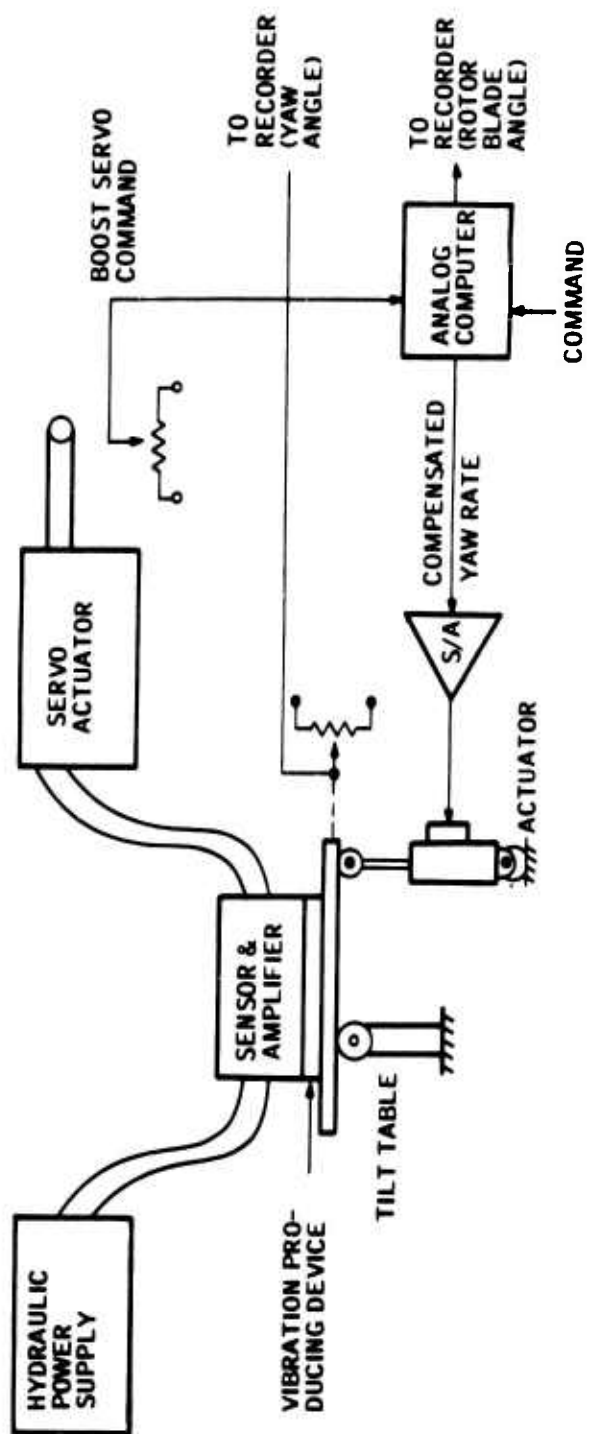 HYDRAULIC
POWER
SUPPLY
SERVO
ACTUATOR
BOOST SERVO
COMMAND
SENSOR &
AMPLIFIER
VIBRATION PRO-
DUCING DEVICE
TO
RECORDER
(YAW
ANGLE)
TILT TABLE
ACTUATOR
S/A
COMPENSATED
YAW RATE
ANALOG
COMPUTER
TO
RECORDER
(ROTOR
BLADE
ANGLE)
COMMAND